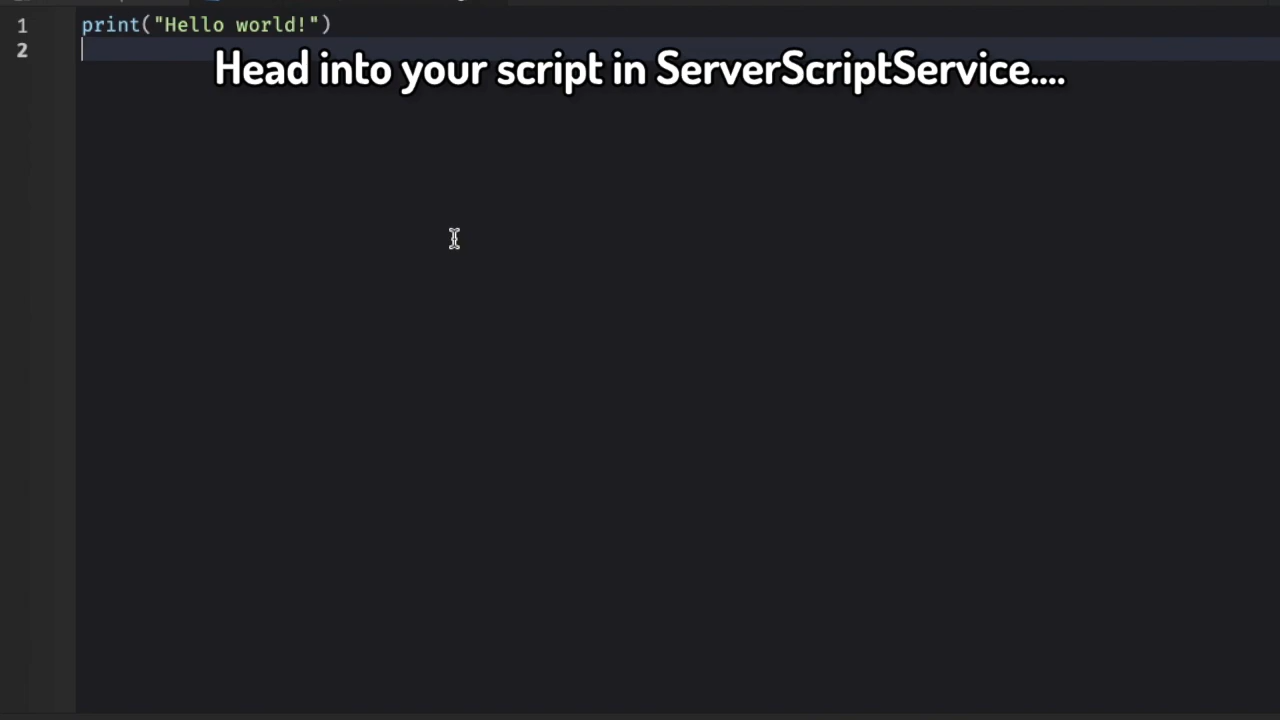 1 print("Hello world!")
2
Head into your script in ServerScriptService....